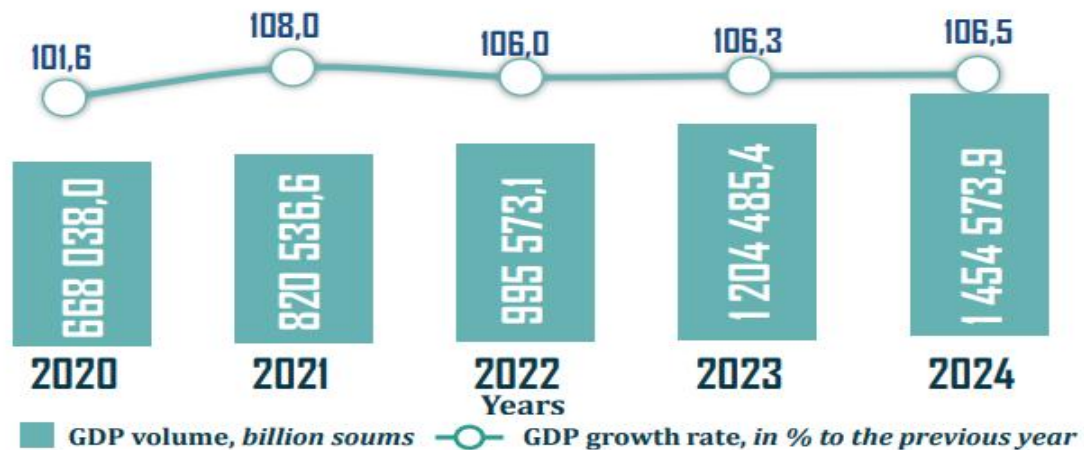 101,6 108,0 106,0 106,3 106,5
668 038,0
820 536,6
995 573,1
1 204 485,4
1 454 573,9
2020 2021 2022 2023 2024
Years
GDP volume, billion soums GDP growth rate, in % to the previous year